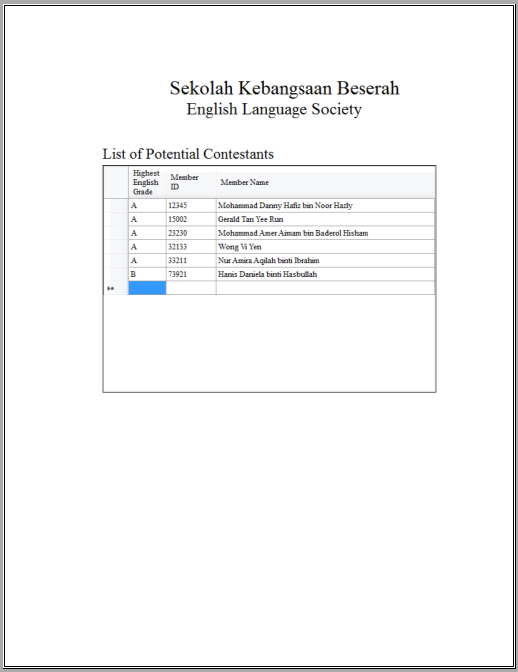 Sekolah Kebangsaan Beserah
English Language Society
List of Potential Contestants
Highest English Grade Member ID Member Name
A 12345 Mohammad Danny Hafiz bin Noor Hazly
A 15002 Gerald Tan Yee Run
A 23230 Mohammad Amer Aimam bin Baderol Hisham
A 32133 Wong Vi Yen
A 33211 Nur Amira Aqilah binti Ibrahim
B 73921 Hanis Daniela binti Hasbullah